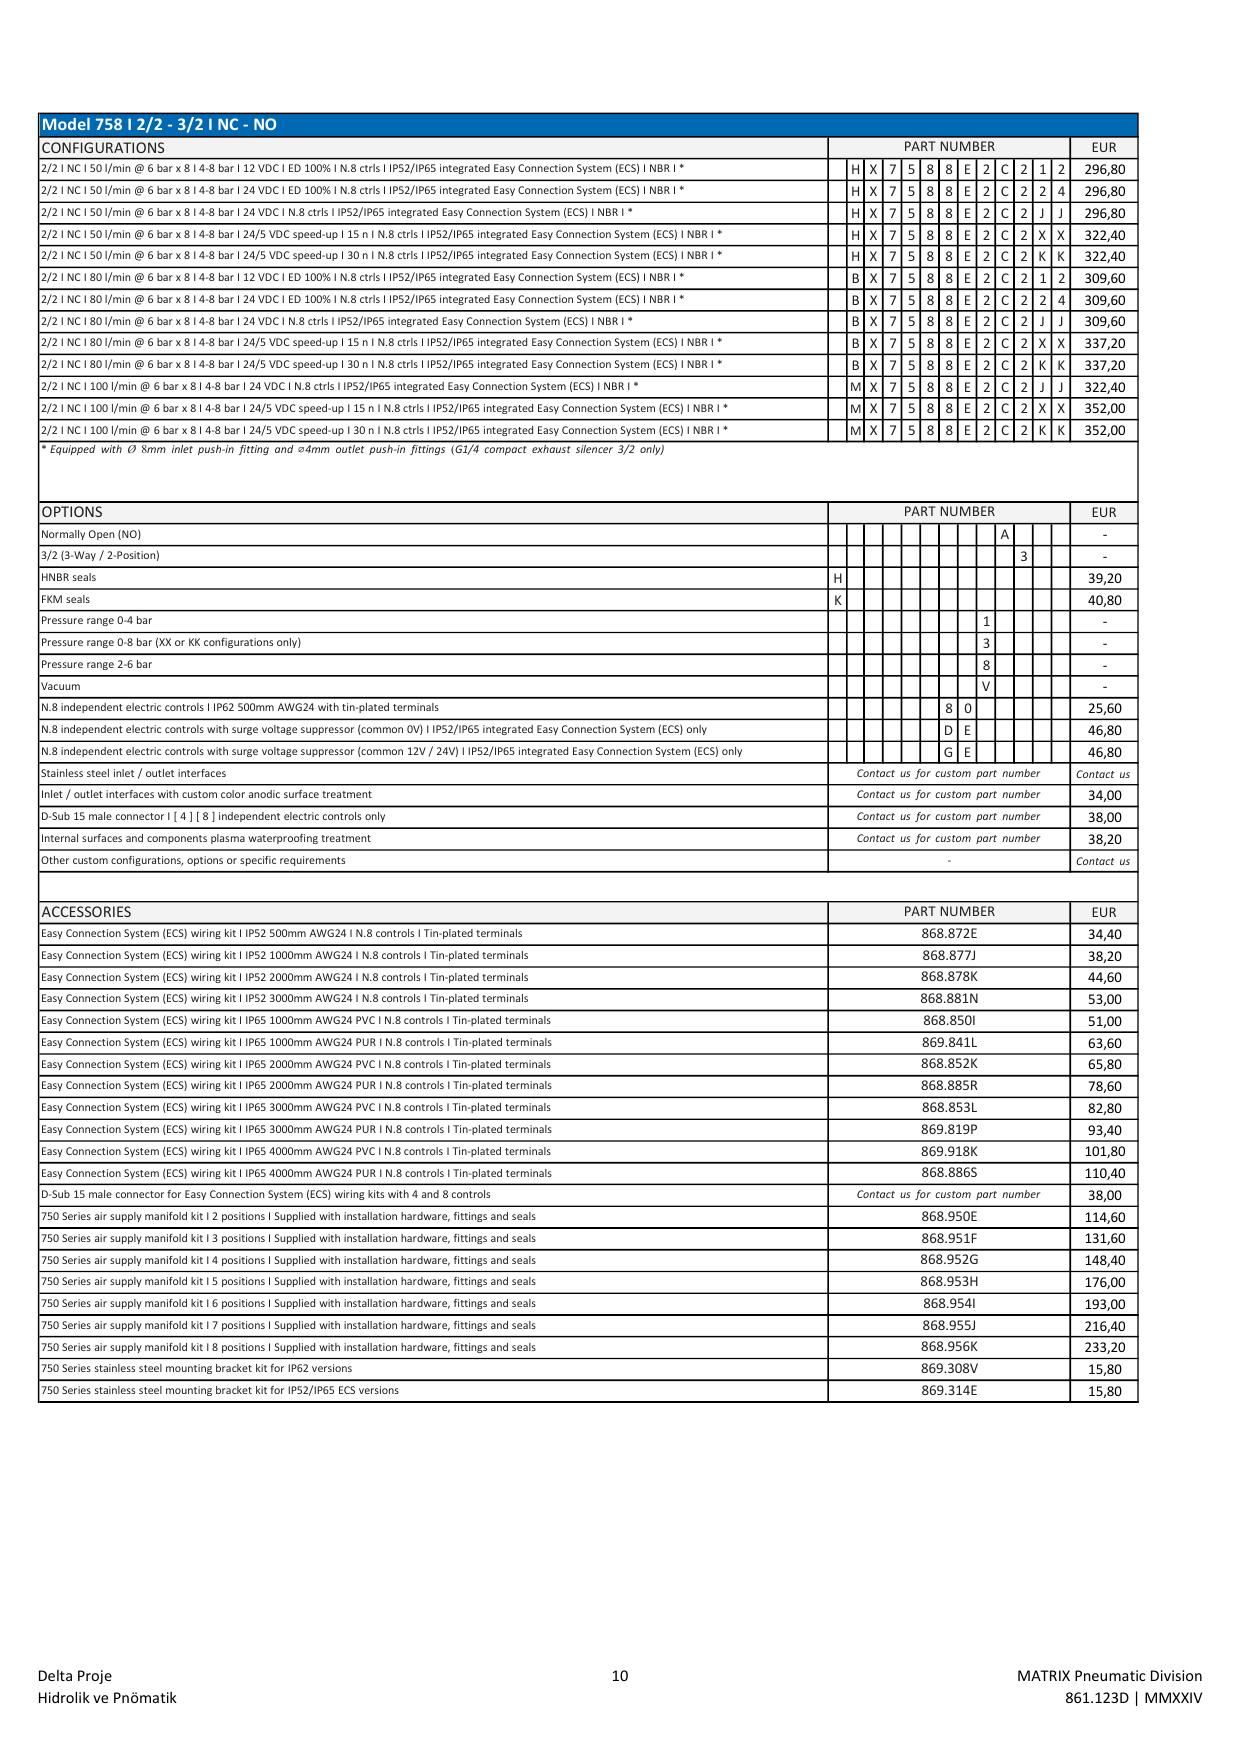 Model 758 I 2/2 - 3/2 I NC - NO
CONFIGURATIONS PART NUMBER EUR
2/2 I NC I 50 l/min @ 6 bar x 8 I 4-8 bar I 12 VDC I ED 100% I N.8 ctrls I IP52/IP65 integrated Easy Connection System (ECS) I NBR I * H X 7 5 8 8 E 2 C 2 1 2 296,80
2/2 I NC I 50 l/min @ 6 bar x 8 I 4-8 bar I 24 VDC I ED 100% I N.8 ctrls I IP52/IP65 integrated Easy Connection System (ECS) I NBR I * H X 7 5 8 8 E 2 C 2 2 4 296,80
2/2 I NC I 50 l/min @ 6 bar x 8 I 4-8 bar I 24 VDC I N.8 ctrls I IP52/IP65 integrated Easy Connection System (ECS) I NBR I * H X 7 5 8 8 E 2 C 2 J J 296,80
2/2 I NC I 50 l/min @ 6 bar x 8 I 4-8 bar I 24/5 VDC speed-up I 15 n I N.8 ctrls I IP52/IP65 integrated Easy Connection System (ECS) I NBR I * H X 7 5 8 8 E 2 C 2 X X 322,40
2/2 I NC I 50 l/min @ 6 bar x 8 I 4-8 bar I 24/5 VDC speed-up I 30 n I N.8 ctrls I IP52/IP65 integrated Easy Connection System (ECS) I NBR I * H X 7 5 8 8 E 2 C 2 K K 322,40
2/2 I NC I 80 l/min @ 6 bar x 8 I 4-8 bar I 12 VDC I ED 100% I N.8 ctrls I IP52/IP65 integrated Easy Connection System (ECS) I NBR I * B X 7 5 8 8 E 2 C 2 1 2 309,60
2/2 I NC I 80 l/min @ 6 bar x 8 I 4-8 bar I 24 VDC I ED 100% I N.8 ctrls I IP52/IP65 integrated Easy Connection System (ECS) I NBR I * B X 7 5 8 8 E 2 C 2 2 4 309,60
2/2 I NC I 80 l/min @ 6 bar x 8 I 4-8 bar I 24 VDC I N.8 ctrls I IP52/IP65 integrated Easy Connection System (ECS) I NBR I * B X 7 5 8 8 E 2 C 2 J J 309,60
2/2 I NC I 80 l/min @ 6 bar x 8 I 4-8 bar I 24/5 VDC speed-up I 15 n I N.8 ctrls I IP52/IP65 integrated Easy Connection System (ECS) I NBR I * B X 7 5 8 8 E 2 C 2 X X 337,20
2/2 I NC I 80 l/min @ 6 bar x 8 I 4-8 bar I 24/5 VDC speed-up I 30 n I N.8 ctrls I IP52/IP65 integrated Easy Connection System (ECS) I NBR I * B X 7 5 8 8 E 2 C 2 K K 337,20
2/2 I NC I 100 l/min @ 6 bar x 8 I 4-8 bar I 24 VDC I N.8 ctrls I IP52/IP65 integrated Easy Connection System (ECS) I NBR I * M X 7 5 8 8 E 2 C 2 J J 322,40
2/2 I NC I 100 l/min @ 6 bar x 8 I 4-8 bar I 24/5 VDC speed-up I 15 n I N.8 ctrls I IP52/IP65 integrated Easy Connection System (ECS) I NBR I * M X 7 5 8 8 E 2 C 2 X X 352,00
2/2 I NC I 100 l/min @ 6 bar x 8 I 4-8 bar I 24/5 VDC speed-up I 30 n I N.8 ctrls I IP52/IP65 integrated Easy Connection System (ECS) I NBR I * M X 7 5 8 8 E 2 C 2 K K 352,00
* Equipped with Ø 8mm inlet push-in fitting and ⌀4mm outlet push-in fittings (G1/4 compact exhaust silencer 3/2 only)
OPTIONS PART NUMBER EUR
Normally Open (NO) A -
3/2 (3-Way / 2-Position) 3 -
HNBR seals H 39,20
FKM seals K 40,80
Pressure range 0-4 bar 1 -
Pressure range 0-8 bar (XX or KK configurations only) 3 -
Pressure range 2-6 bar 8 -
Vacuum V -
N.8 independent electric controls I IP62 500mm AWG24 with tin-plated terminals 8 0 25,60
N.8 independent electric controls with surge voltage suppressor (common 0V) I IP52/IP65 integrated Easy Connection System (ECS) only D E 46,80
N.8 independent electric controls with surge voltage suppressor (common 12V / 24V) I IP52/IP65 integrated Easy Connection System (ECS) only G E 46,80
Stainless steel inlet / outlet interfaces Contact us for custom part number Contact us
Inlet / outlet interfaces with custom color anodic surface treatment Contact us for custom part number 34,00
D-Sub 15 male connector I [ 4 ] [ 8 ] independent electric controls only Contact us for custom part number 38,00
Internal surfaces and components plasma waterproofing treatment Contact us for custom part number 38,20
Other custom configurations, options or specific requirements - Contact us
ACCESSORIES PART NUMBER EUR
Easy Connection System (ECS) wiring kit I IP52 500mm AWG24 I N.8 controls I Tin-plated terminals 868.872E 34,40
Easy Connection System (ECS) wiring kit I IP52 1000mm AWG24 I N.8 controls I Tin-plated terminals 868.877J 38,20
Easy Connection System (ECS) wiring kit I IP52 2000mm AWG24 I N.8 controls I Tin-plated terminals 868.878K 44,60
Easy Connection System (ECS) wiring kit I IP52 3000mm AWG24 I N.8 controls I Tin-plated terminals 868.881N 53,00
Easy Connection System (ECS) wiring kit I IP65 1000mm AWG24 PVC I N.8 controls I Tin-plated terminals 868.850I 51,00
Easy Connection System (ECS) wiring kit I IP65 1000mm AWG24 PUR I N.8 controls I Tin-plated terminals 869.841L 63,60
Easy Connection System (ECS) wiring kit I IP65 2000mm AWG24 PVC I N.8 controls I Tin-plated terminals 868.852K 65,80
Easy Connection System (ECS) wiring kit I IP65 2000mm AWG24 PUR I N.8 controls I Tin-plated terminals 868.885R 78,60
Easy Connection System (ECS) wiring kit I IP65 3000mm AWG24 PVC I N.8 controls I Tin-plated terminals 868.853L 82,80
Easy Connection System (ECS) wiring kit I IP65 3000mm AWG24 PUR I N.8 controls I Tin-plated terminals 869.819P 93,40
Easy Connection System (ECS) wiring kit I IP65 4000mm AWG24 PVC I N.8 controls I Tin-plated terminals 869.918K 101,80
Easy Connection System (ECS) wiring kit I IP65 4000mm AWG24 PUR I N.8 controls I Tin-plated terminals 868.886S 110,40
D-Sub 15 male connector for Easy Connection System (ECS) wiring kits with 4 and 8 controls Contact us for custom part number 38,00
750 Series air supply manifold kit I 2 positions I Supplied with installation hardware, fittings and seals 868.950E 114,60
750 Series air supply manifold kit I 3 positions I Supplied with installation hardware, fittings and seals 868.951F 131,60
750 Series air supply manifold kit I 4 positions I Supplied with installation hardware, fittings and seals 868.952G 148,40
750 Series air supply manifold kit I 5 positions I Supplied with installation hardware, fittings and seals 868.953H 176,00
750 Series air supply manifold kit I 6 positions I Supplied with installation hardware, fittings and seals 868.954I 193,00
750 Series air supply manifold kit I 7 positions I Supplied with installation hardware, fittings and seals 868.955J 216,40
750 Series air supply manifold kit I 8 positions I Supplied with installation hardware, fittings and seals 868.956K 233,20
750 Series stainless steel mounting bracket kit for IP62 versions 869.308V 15,80
750 Series stainless steel mounting bracket kit for IP52/IP65 ECS versions 869.314E 15,80
Delta Proje 10 MATRIX Pneumatic Division
Hidrolik ve Pnömatik 861.123D | MMXXIV